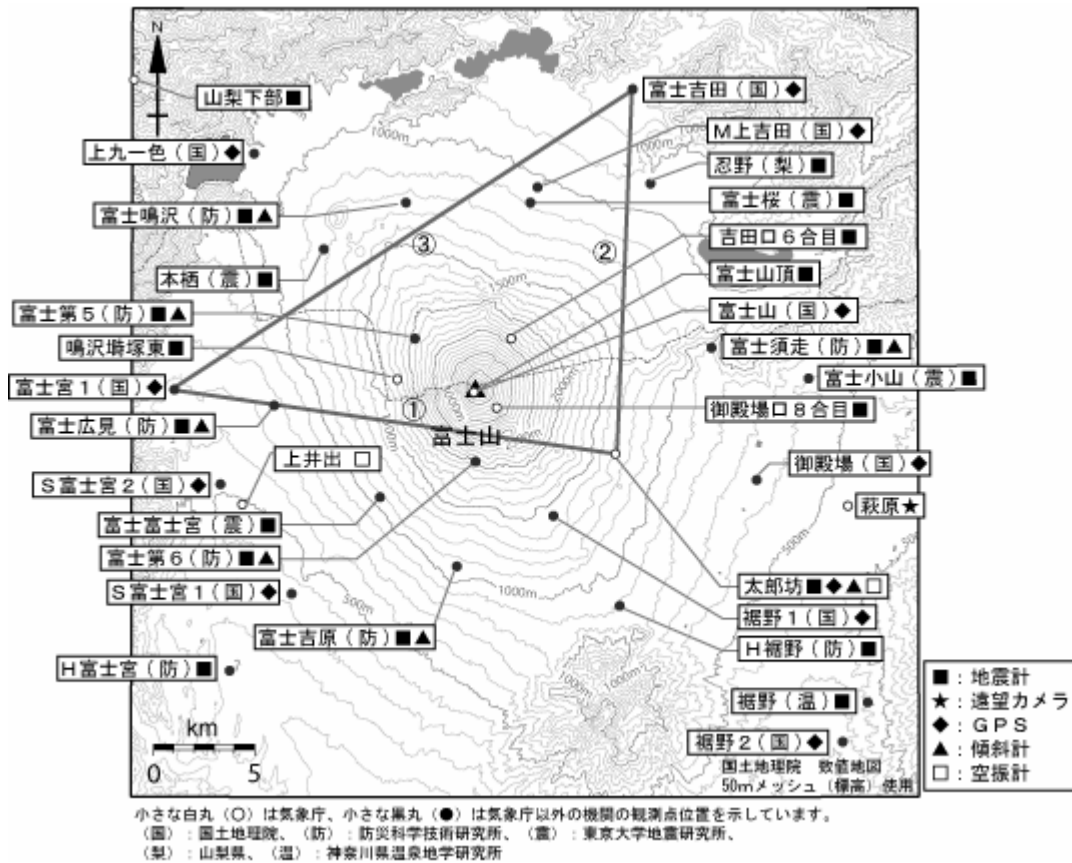 N
山梨下部■
富士吉田（国）◆
1000m
1000m
M上吉田（国）◆
上九一色（国）◆
忍野（梨）■
富士桜（震）■
富士鳴沢（防）■▲
③
②
吉田口６合目■
本栖（震）■
富士山頂■
1500m
富士第５（防）■▲
富士山（国）◆
鳴沢塒塚東■
富士須走（防）■▲
2000m
富士宮１（国）◆
富士小山（震）■
①
御殿場口８合目■
富士広見（防）■▲
富士山
上井出 □
御殿場（国）◆
S富士宮２（国）◆
萩原★
富士富士宮（震）■
500m
富士第６（防）■▲
1000m
太郎坊■◆▲□
S富士宮１（国）◆
500m
裾野１（国）◆
富士吉原（防）■▲
H裾野（防）■
H富士宮（防）■
1000m
1000m
裾野（温）■
km
0 5
裾野２（国）◆
国土地理院 数値地図
50mメッシュ（標高）使用
■：地震計
★：遠望カメラ
◆：GPS
▲：傾斜計
□：空振計
小さな白丸（○）は気象庁、小さな黒丸（●）は気象庁以外の機関の観測点位置を示しています。
（国）：国土地理院、（防）：防災科学技術研究所、（震）：東京大学地震研究所、
（梨）：山梨県、（温）：神奈川県温泉地学研究所